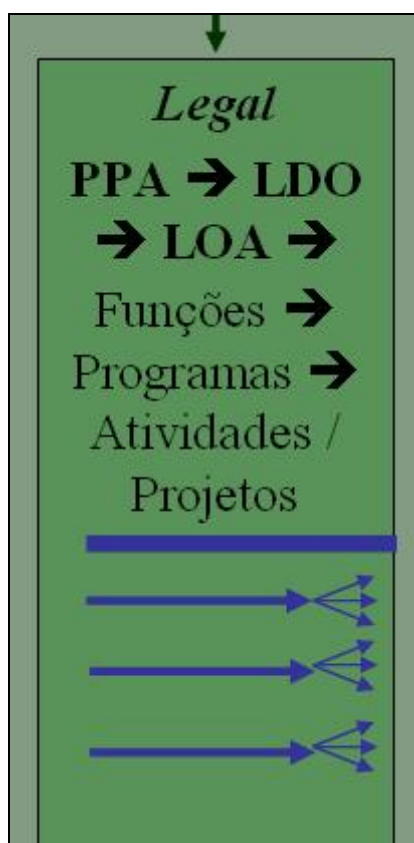 Legal
PPA ➔ LDO
➔ LOA ➔
Funções ➔
Programas ➔
Atividades /
Projetos